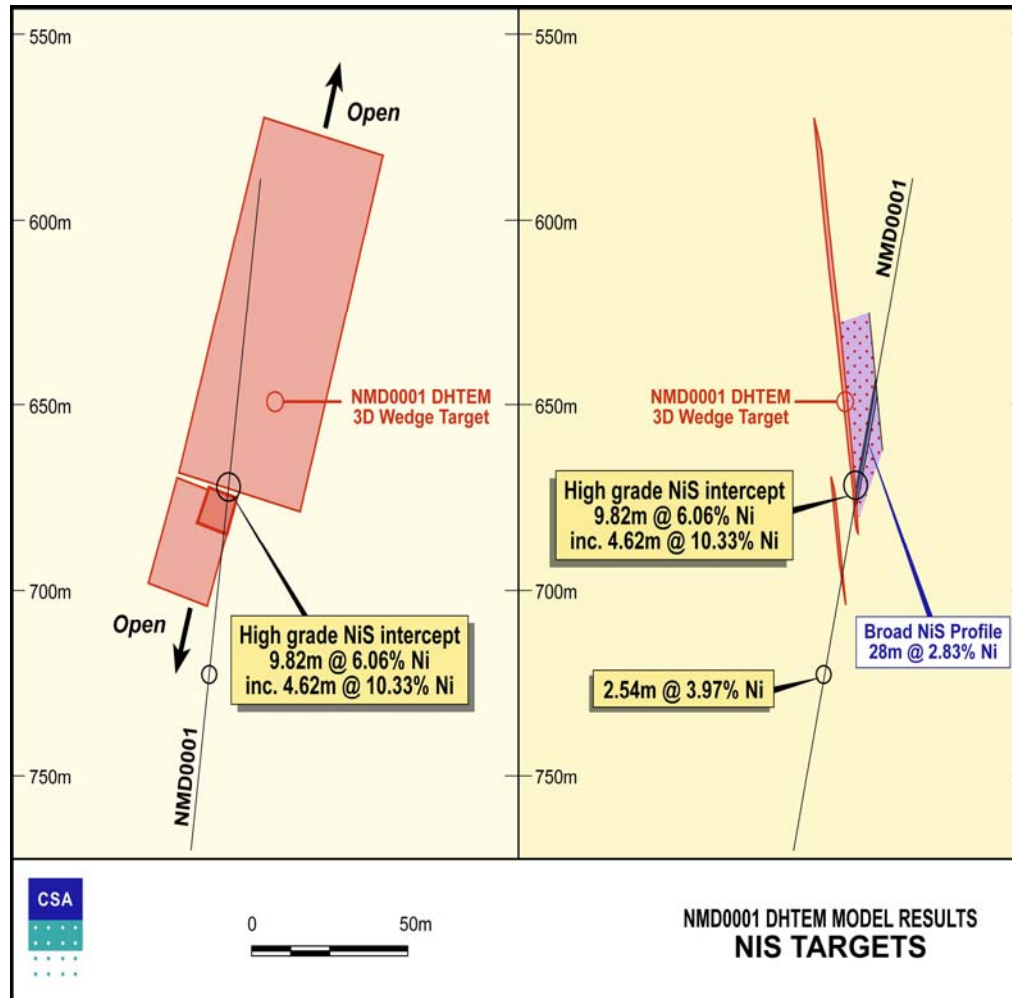 550m
Open
600m
NMD0001 DHTEM
3D Wedge Target
650m
700m
Open
High grade NiS intercept
9.82m @ 6.06% Ni
inc. 4.62m @ 10.33% Ni
NMD0001
750m
550m
NMD0001
600m
650m
NMD0001 DHTEM
3D Wedge Target
High grade NiS intercept
9.82m @ 6.06% Ni
inc. 4.62m @ 10.33% Ni
700m
Broad NiS Profile
28m @ 2.83% Ni
2.54m @ 3.97% Ni
750m
CSA
0 50m
NMD0001 DHTEM MODEL RESULTS
NIS TARGETS